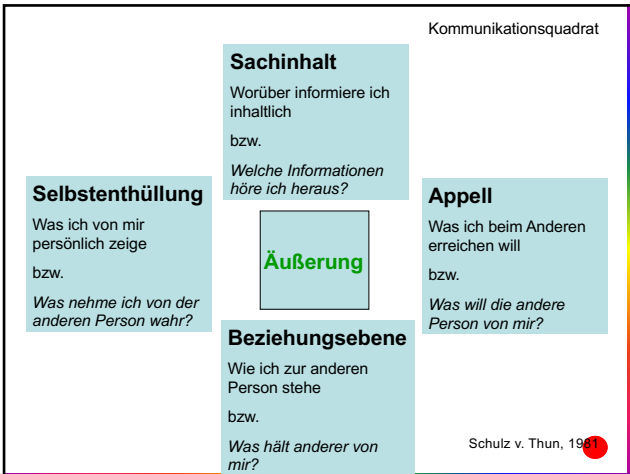 Kommunikationsquadrat
Sachinhalt
Worüber informiere ich
inhaltlich
bzw.
Welche Informationen
höre ich heraus?
Selbstenthüllung
Was ich von mir
persönlich zeige
bzw.
Was nehme ich von der
anderen Person wahr?
Äußerung
Appell
Was ich beim Anderen
erreichen will
bzw.
Was will die andere
Person von mir?
Beziehungsebene
Wie ich zur anderen
Person stehe
bzw.
Was hält anderer von
mir?
Schulz v. Thun, 1981